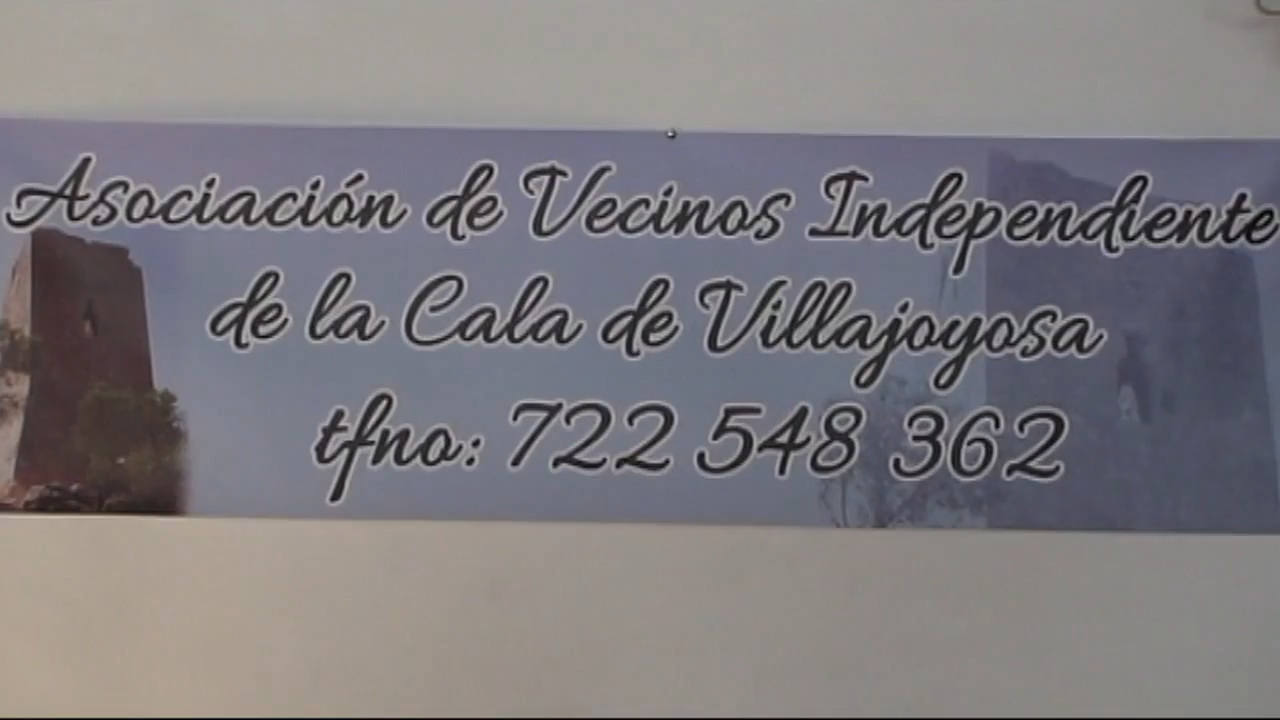 Asociación de Vecinos Independiente
de la Cala de Villajoyosa
tfno: 722 548 362